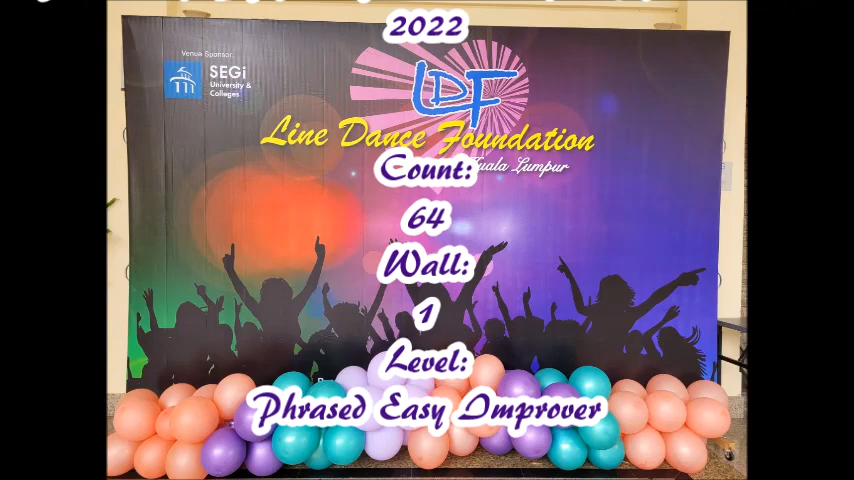 2022
Venue Sponsor:
SEGi
University &
Colleges
LDF
Line Dance Foundation
Kuala Lumpur
Count:
64
Wall:
1
Level:
Phrased Easy Improver